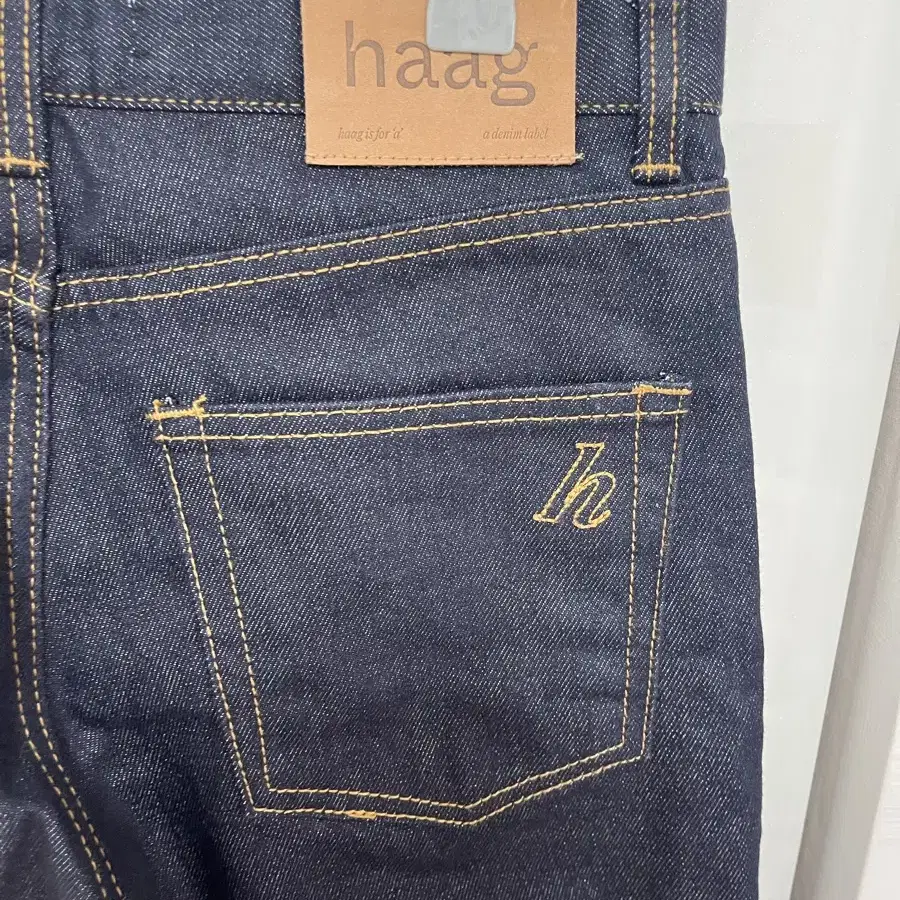 haag
haag is for 'a' a denim label
h